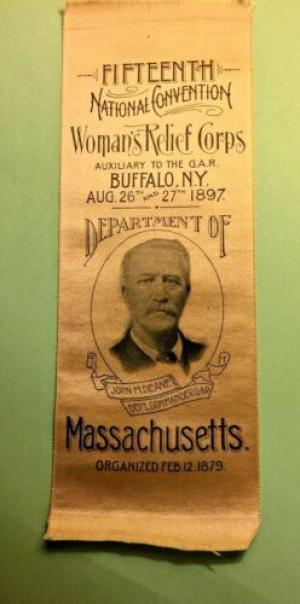 FIFTEENTH
NATIONAL CONVENTION
Woman's Relief Corps
AUXILIARY TO THE G.A.R.
BUFFALO, N.Y.
AUG. 26TH AND 27TH 1897.
DEPARTMENT OF
JOHN M. DEANE
DEPT. COMMANDER G.A.R.
Massachusetts.
ORGANIZED FEB. 12. 1879.